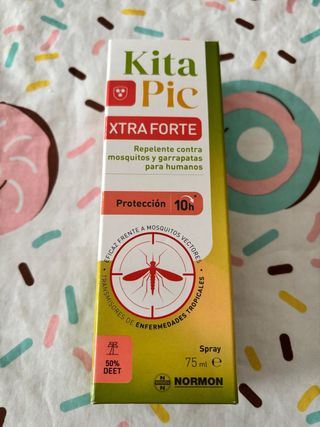 Kita
Pic
XTRA FORTE
Repelente contra
mosquitos y garrapatas
para humanos
Protección 10h*
EFICAZ FRENTE A MOSQUITOS VECTORES
TRANSMISORES DE ENFERMEDADES TROPICALES
50%
DEET
Spray
75 ml e
NORMON